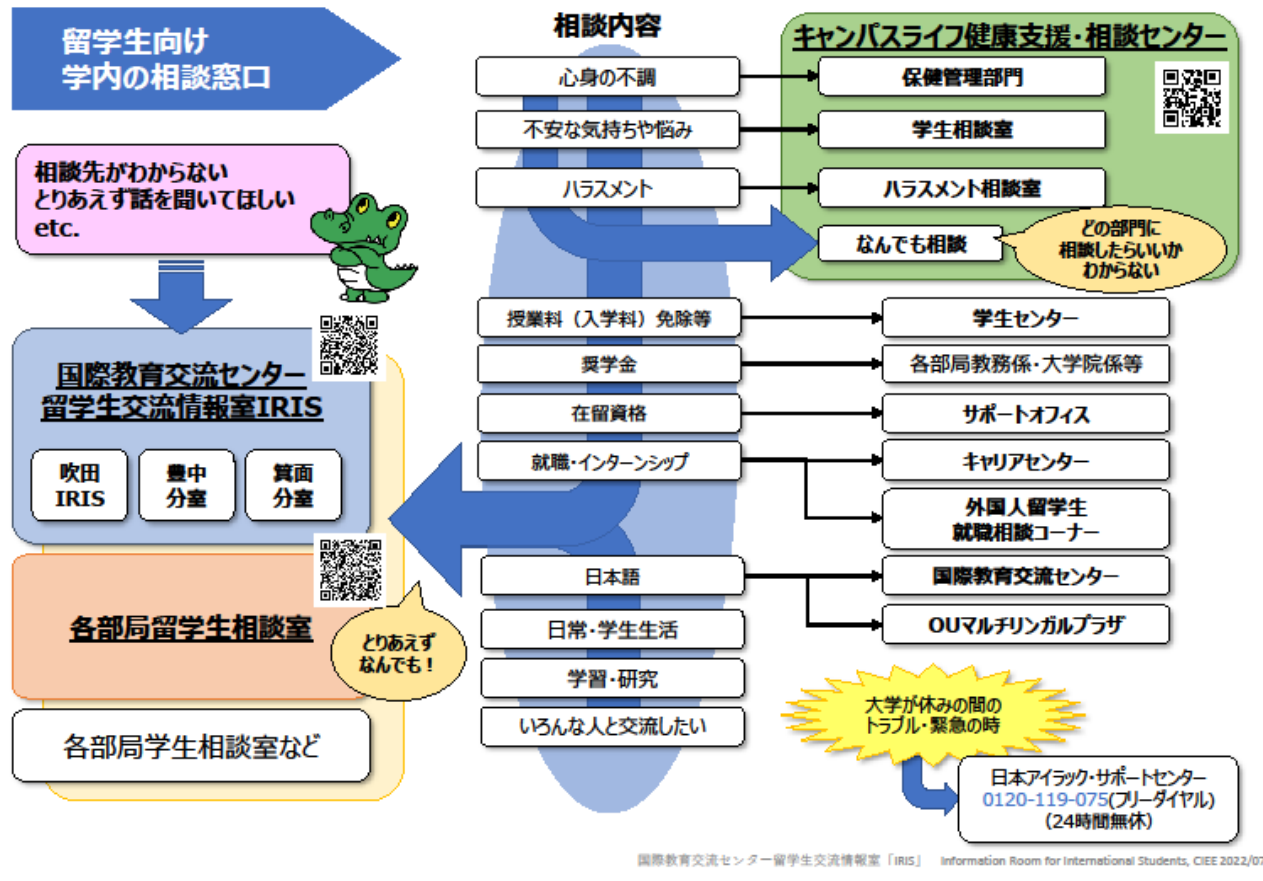 留学生向け
学内の相談窓口
相談先がわからない
とりあえず話を聞いてほしい
etc.
国際教育交流センター
留学生交流情報室IRIS
吹田
IRIS
豊中
分室
箕面
分室
各部局留学生相談室
とりあえず
なんでも！
各部局学生相談室など
相談内容
心身の不調
不安な気持ちや悩み
ハラスメント
授業料（入学料）免除等
奨学金
在留資格
就職・インターンシップ
日本語
日常・学生生活
学習・研究
いろんな人と交流したい
キャンパスライフ健康支援・相談センター
保健管理部門
学生相談室
ハラスメント相談室
なんでも相談
どの部門に
相談したらいいか
わからない
学生センター
各部局教務係・大学院係等
サポートオフィス
キャリアセンター
外国人留学生
就職相談コーナー
国際教育交流センター
OUマルチリンガルプラザ
大学が休みの間の
トラブル・緊急の時
日本アイラック・サポートセンター
0120-119-075(フリーダイヤル)
（24時間無休）
国際教育交流センター留学生交流情報室「IRIS」 Information Room for International Students, CIEE 2022/07